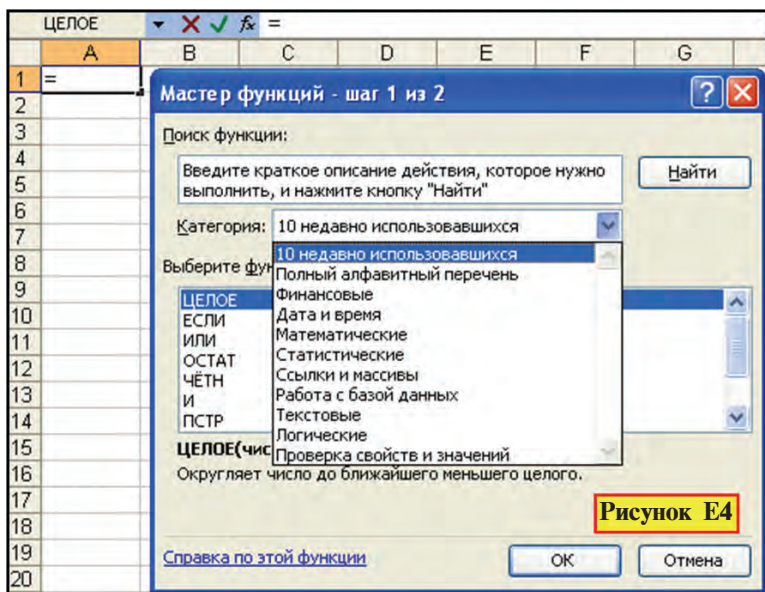 ЦЕЛОЕ fx =
A B C D E F G
1 =
2
3
4
5
6
7
8
9
10
11
12
13
14
15
16
17
18
19
20
Мастер функций - шаг 1 из 2
Поиск функции:
Введите краткое описание действия, которое нужно
выполнить, и нажмите кнопку "Найти"
Найти
Категория: 10 недавно использовавшихся
10 недавно использовавшихся
Полный алфавитный перечень
Финансовые
Дата и время
Математические
Статистические
Ссылки и массивы
Работа с базой данных
Текстовые
Логические
Проверка свойств и значений
Выберите фун
ЦЕЛОЕ
ЕСЛИ
ИЛИ
ОСТАТ
ЧЁТН
И
ПСТР
ЦЕЛОЕ(чис
Округляет число до ближайшего меньшего целого.
Рисунок E4
Справка по этой функции
ОК
Отмена